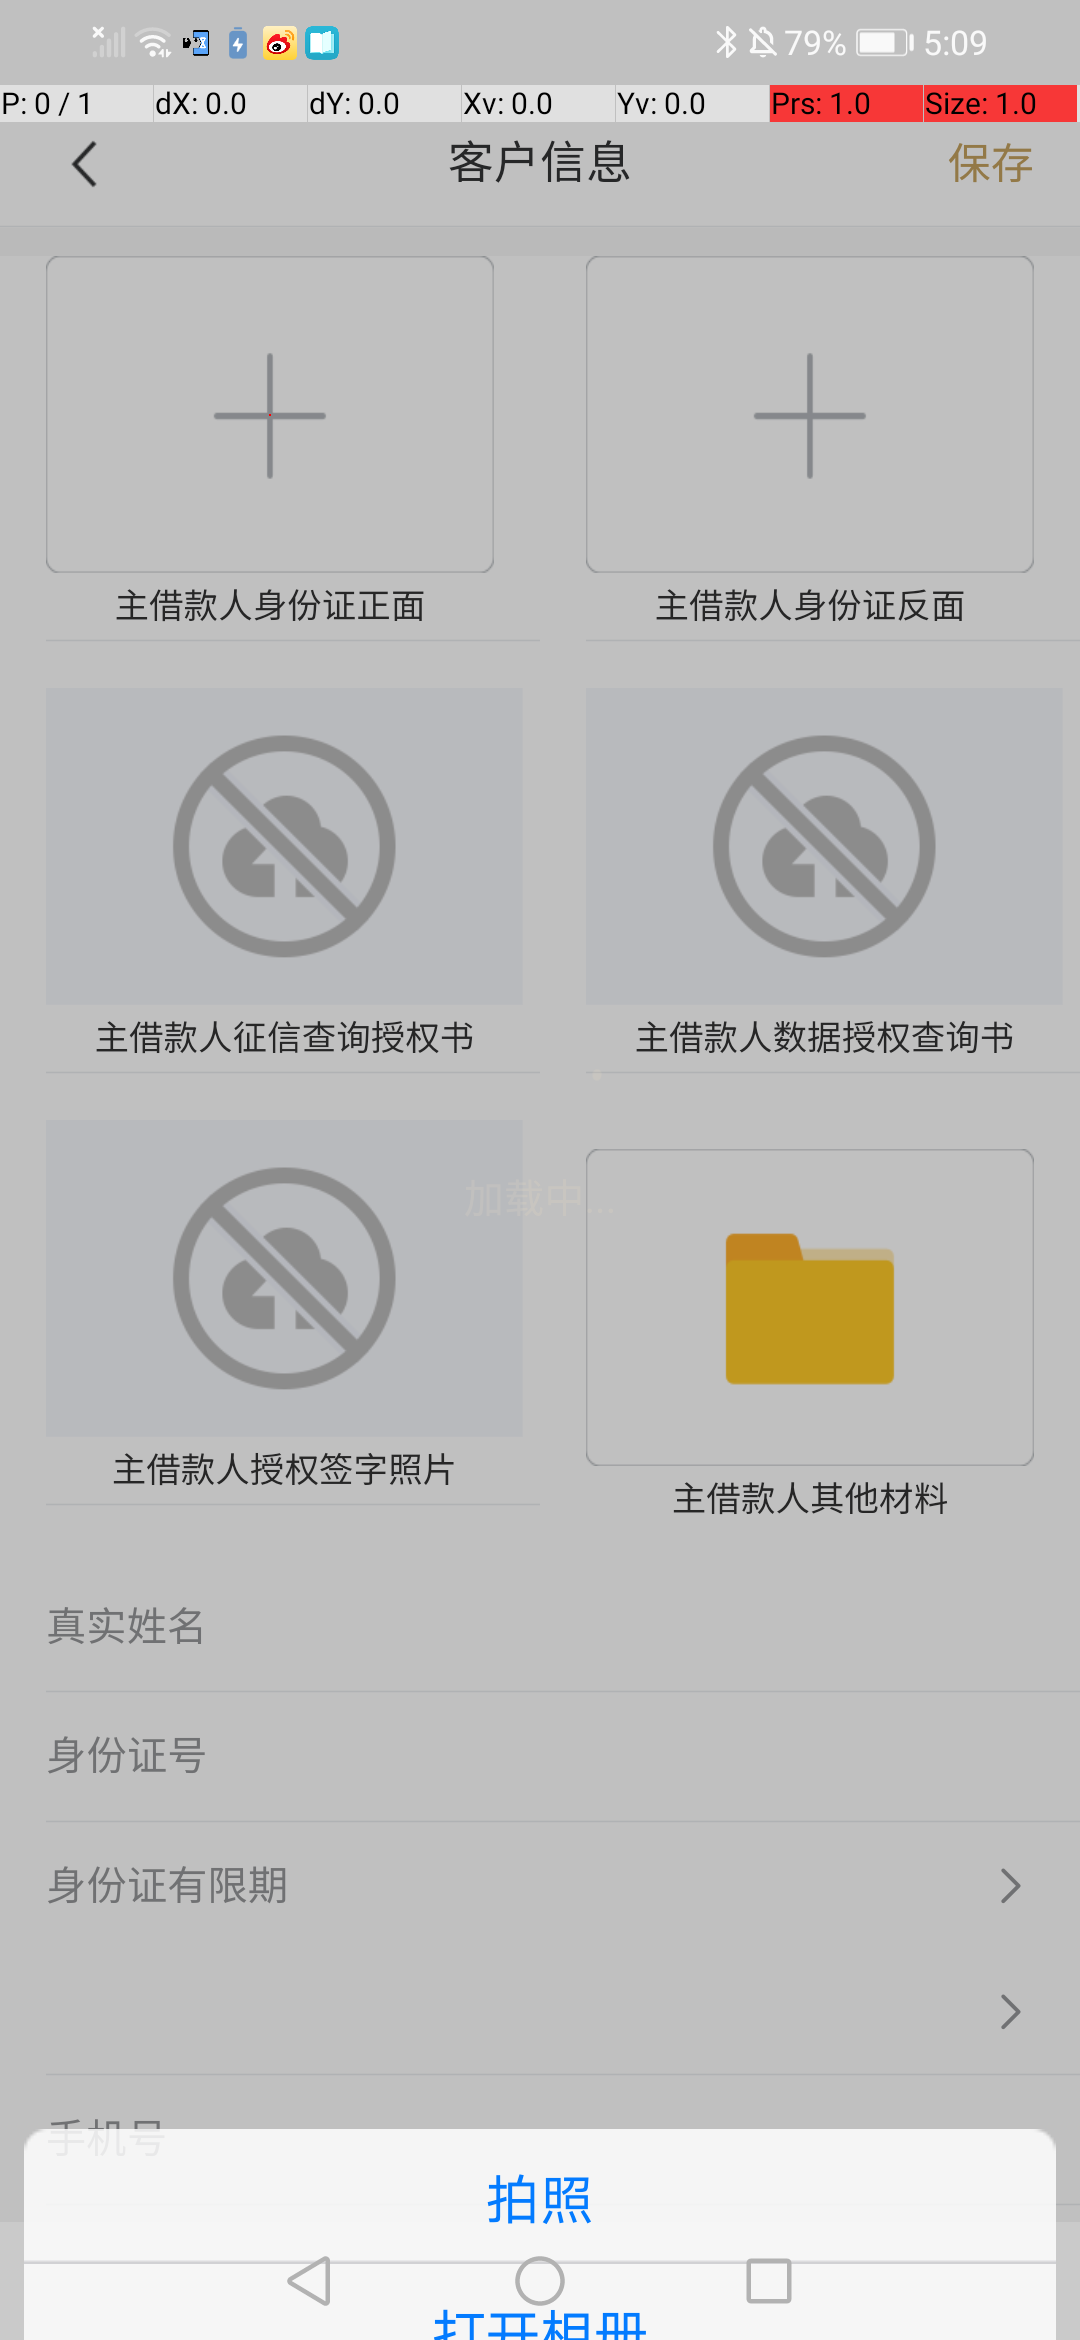 79% 5:09
P: 0 / 1 dX: 0.0 dY: 0.0 Xv: 0.0 Yv: 0.0 Prs: 1.0 Size: 1.0
客户信息 保存
主借款人身份证正面 主借款人身份证反面
主借款人征信查询授权书 主借款人数据授权查询书
加载中...
主借款人授权签字照片 主借款人其他材料
真实姓名
身份证号
身份证有限期
手机号
拍照
打开相册